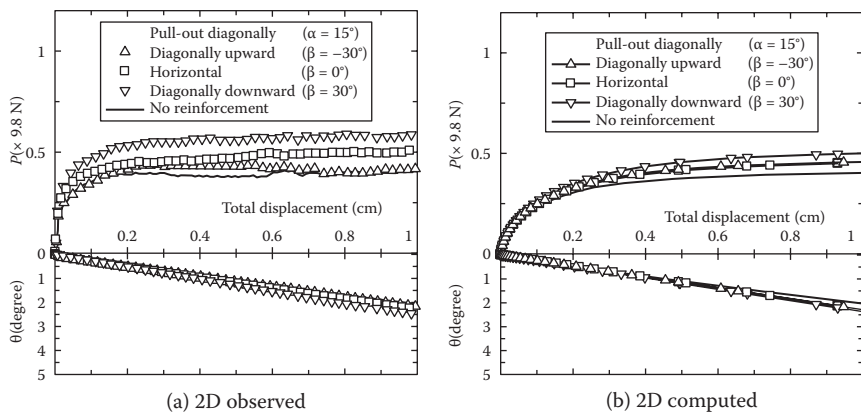 1
Pull-out diagonally (α = 15°)
Diagonally upward (β = −30°)
Horizontal (β = 0°)
Diagonally downward (β = 30°)
No reinforcement
P(× 9.8 N)
0.5
Total displacement (cm)
0
0.2 0.4 0.6 0.8 1
1
2
3
4
5
θ(degree)
(a) 2D observed
1
Pull-out diagonally (α = 15°)
Diagonally upward (β = −30°)
Horizontal (β = 0°)
Diagonally downward (β = 30°)
No reinforcement
P(× 9.8 N)
0.5
Total displacement (cm)
0
0.2 0.4 0.6 0.8 1
1
2
3
4
5
θ(degree)
(b) 2D computed